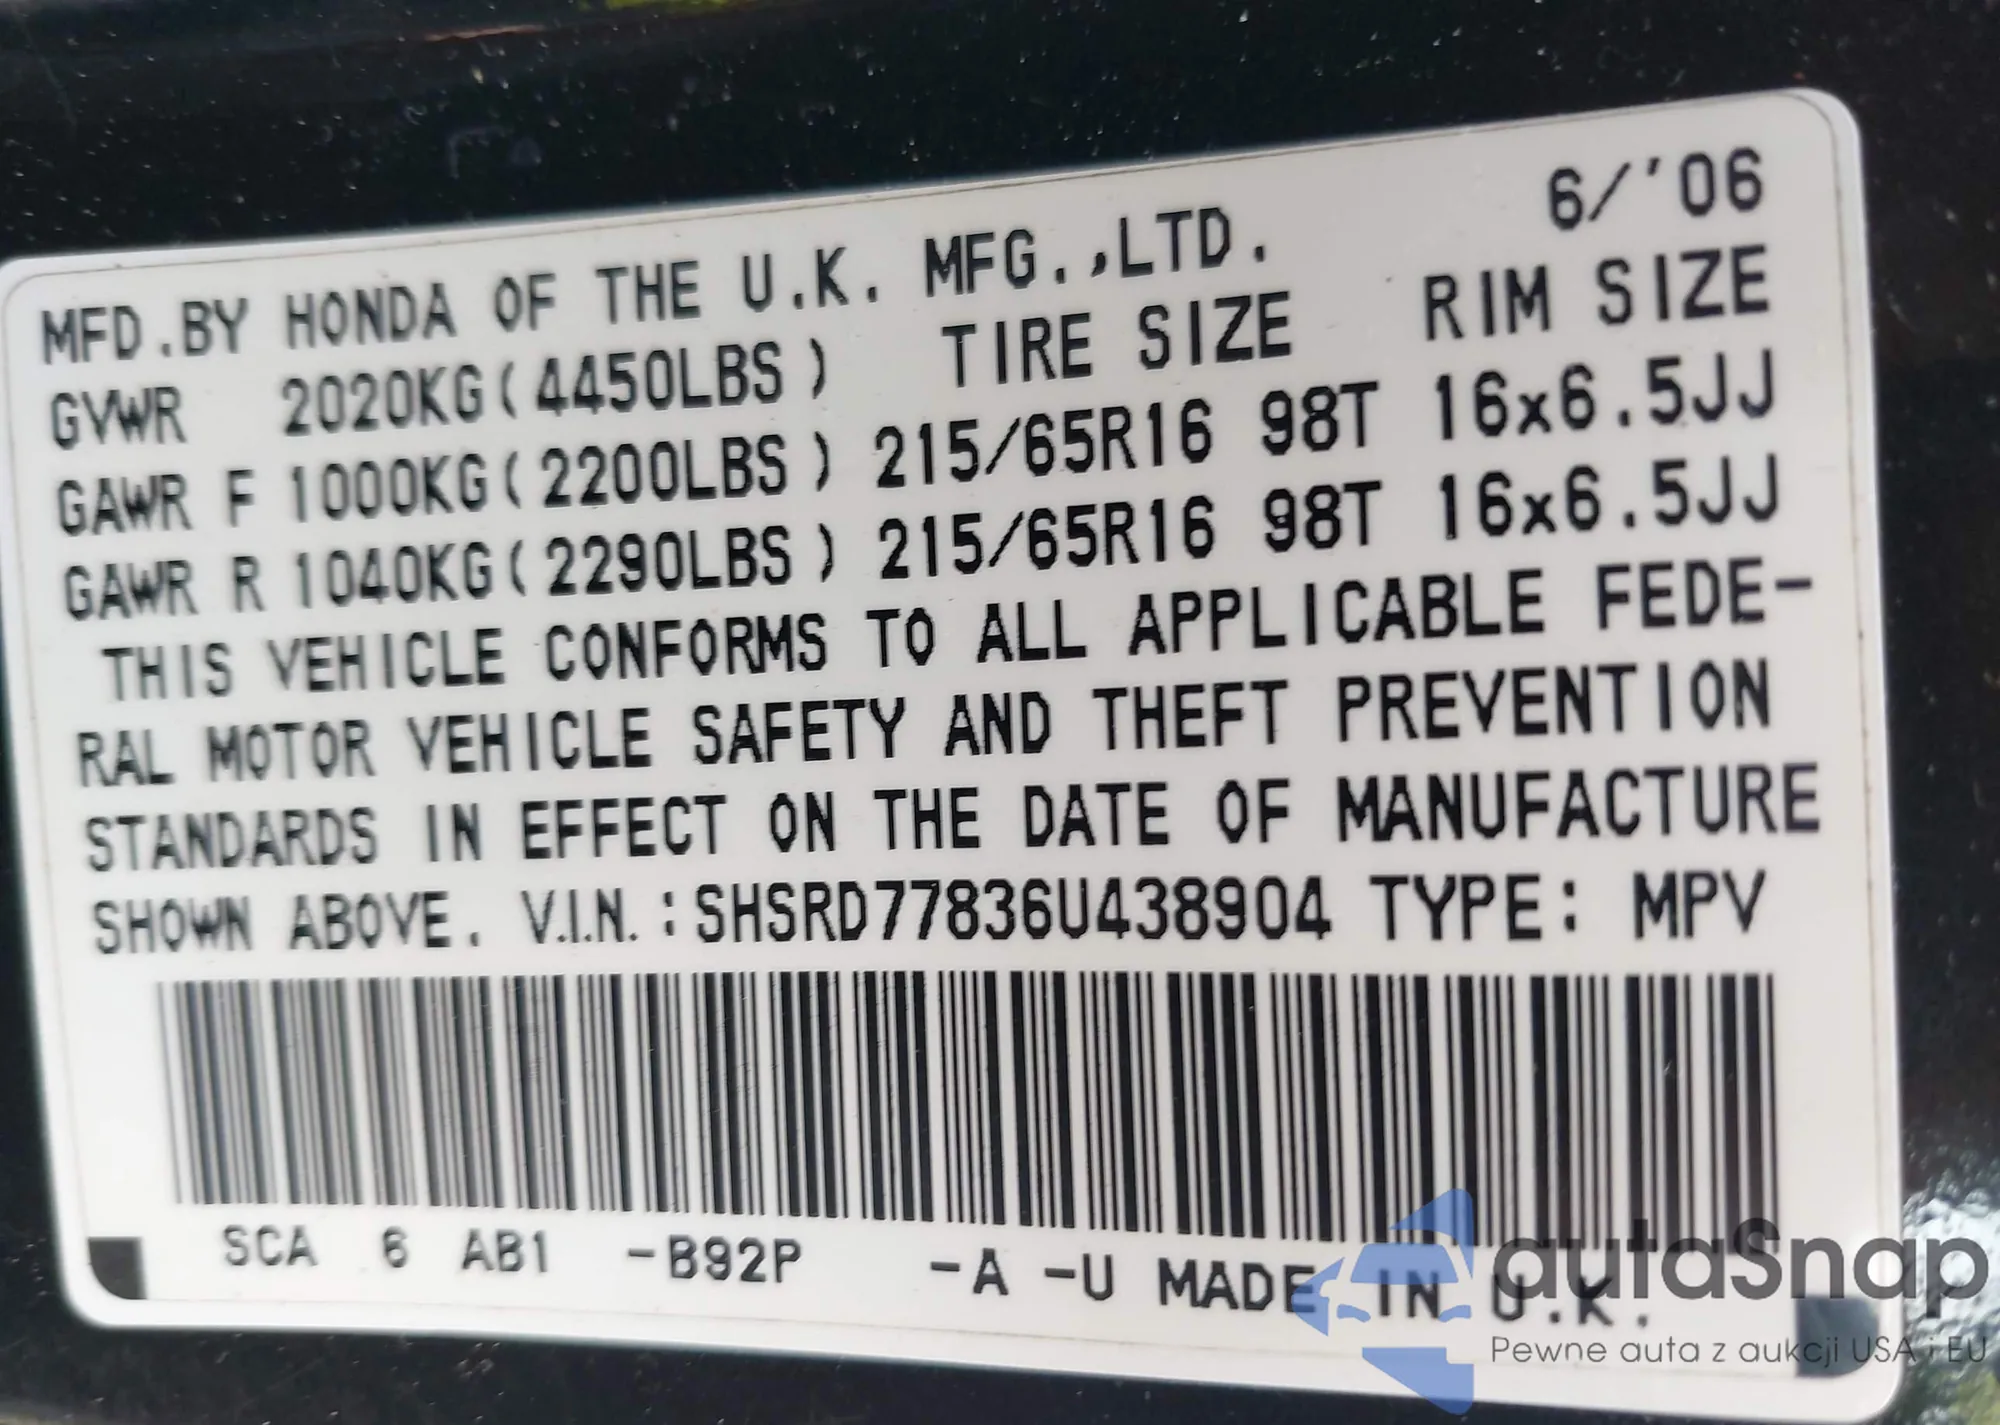 6/'06
MFD.BY HONDA OF THE U.K. MFG.,LTD.
GVWR 2020KG(4450LBS) TIRE SIZE RIM SIZE
GAWR F 1000KG(2200LBS) 215/65R16 98T 16x6.5JJ
GAWR R 1040KG(2290LBS) 215/65R16 98T 16x6.5JJ
THIS VEHICLE CONFORMS TO ALL APPLICABLE FEDE-
RAL MOTOR VEHICLE SAFETY AND THEFT PREVENTION
STANDARDS IN EFFECT ON THE DATE OF MANUFACTURE
SHOWN ABOVE. V.I.N.:SHSRD77836U438904 TYPE: MPV
SCA 6 AB1 -B92P -A -U MADE IN U.K.
autaSnap
Pewne auta z aukcji USA i EU